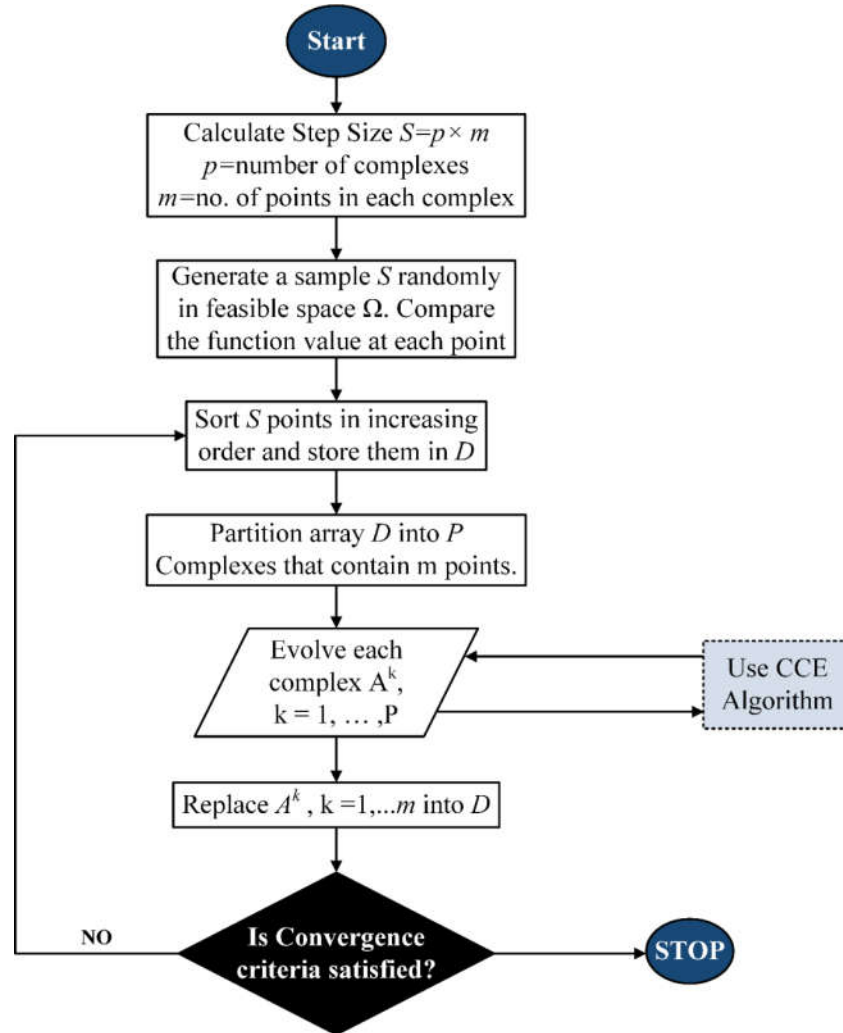 Start
Calculate Step Size S=p × m
p=number of complexes
m=no. of points in each complex
Generate a sample S randomly
in feasible space Ω. Compare
the function value at each point
Sort S points in increasing
order and store them in D
Partition array D into P
Complexes that contain m points.
Evolve each
complex A^k,
k = 1, … ,P
Use CCE
Algorithm
Replace A^k , k =1,...m into D
Is Convergence
criteria satisfied?
NO
STOP